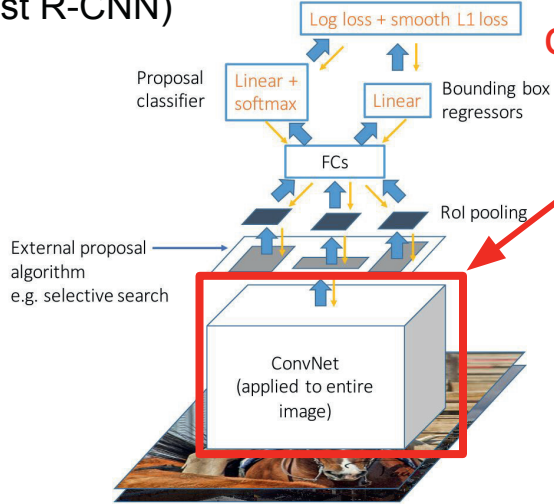 st R-CNN)
Log loss + smooth L1 loss
Proposal
classifier
Linear +
softmax
Linear
Bounding box
regressors
FCs
RoI pooling
External proposal
algorithm
e.g. selective search
ConvNet
(applied to entire
image)